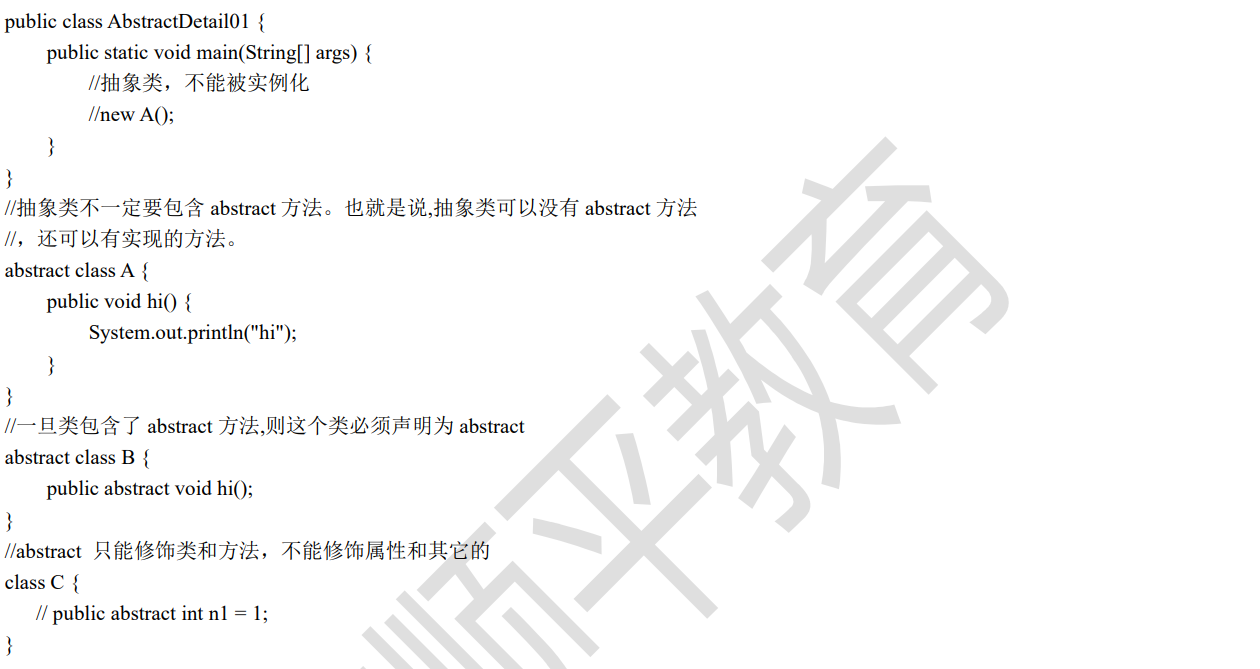 public class AbstractDetail01 {
public static void main(String[] args) {
//抽象类，不能被实例化
//new A();
}
}
//抽象类不一定要包含 abstract 方法。也就是说,抽象类可以没有 abstract 方法
//，还可以有实现的方法。
abstract class A {
public void hi() {
System.out.println("hi");
}
}
//一旦类包含了 abstract 方法,则这个类必须声明为 abstract
abstract class B {
public abstract void hi();
}
//abstract 只能修饰类和方法，不能修饰属性和其它的
class C {
// public abstract int n1 = 1;
}
顺平教育